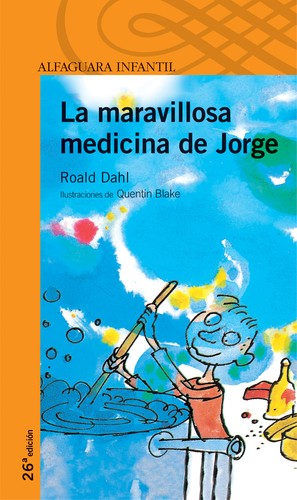 ALFAGUARA INFANTIL
La maravillosa
medicina de Jorge
Roald Dahl
Ilustraciones de Quentin Blake
26ª edición